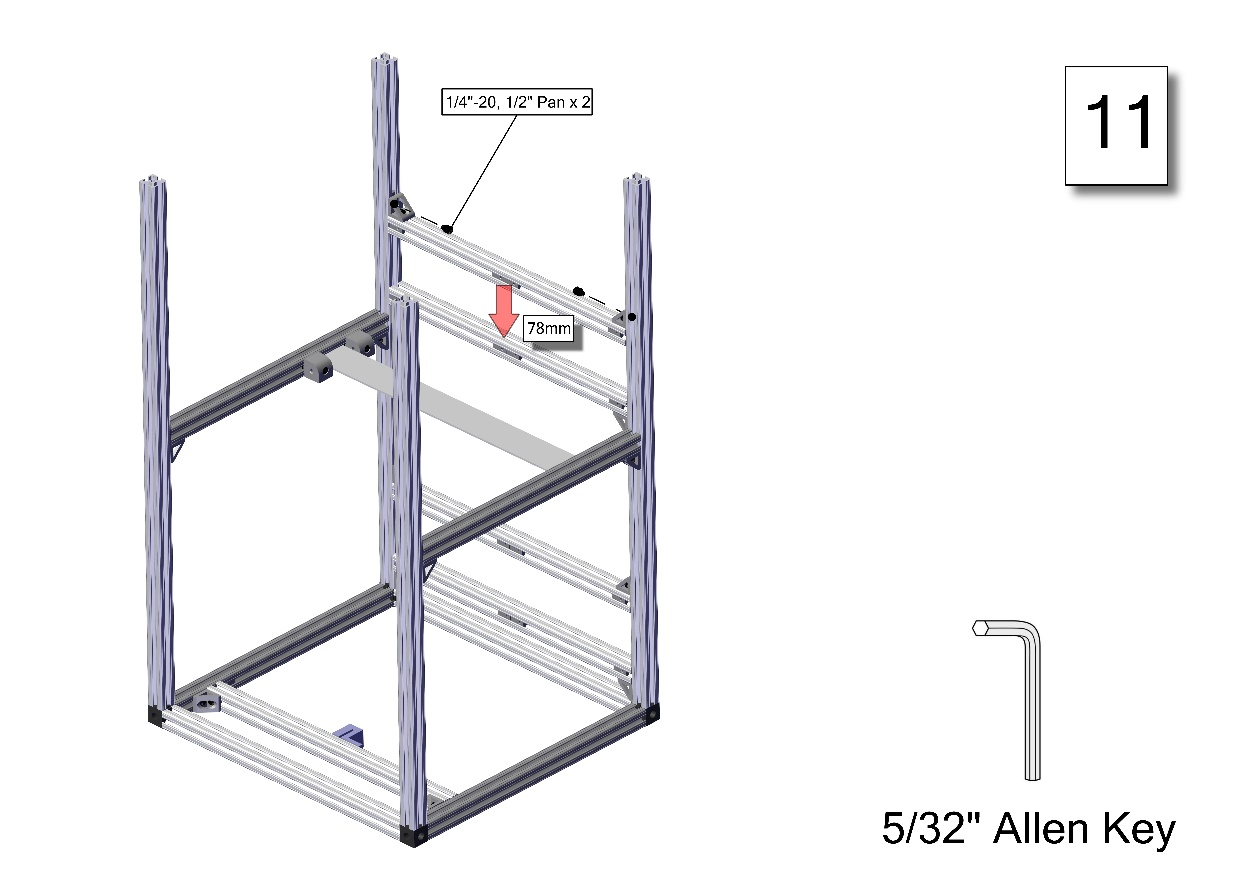 1/4"-20, 1/2" Pan x 2
11
78mm
5/32" Allen Key